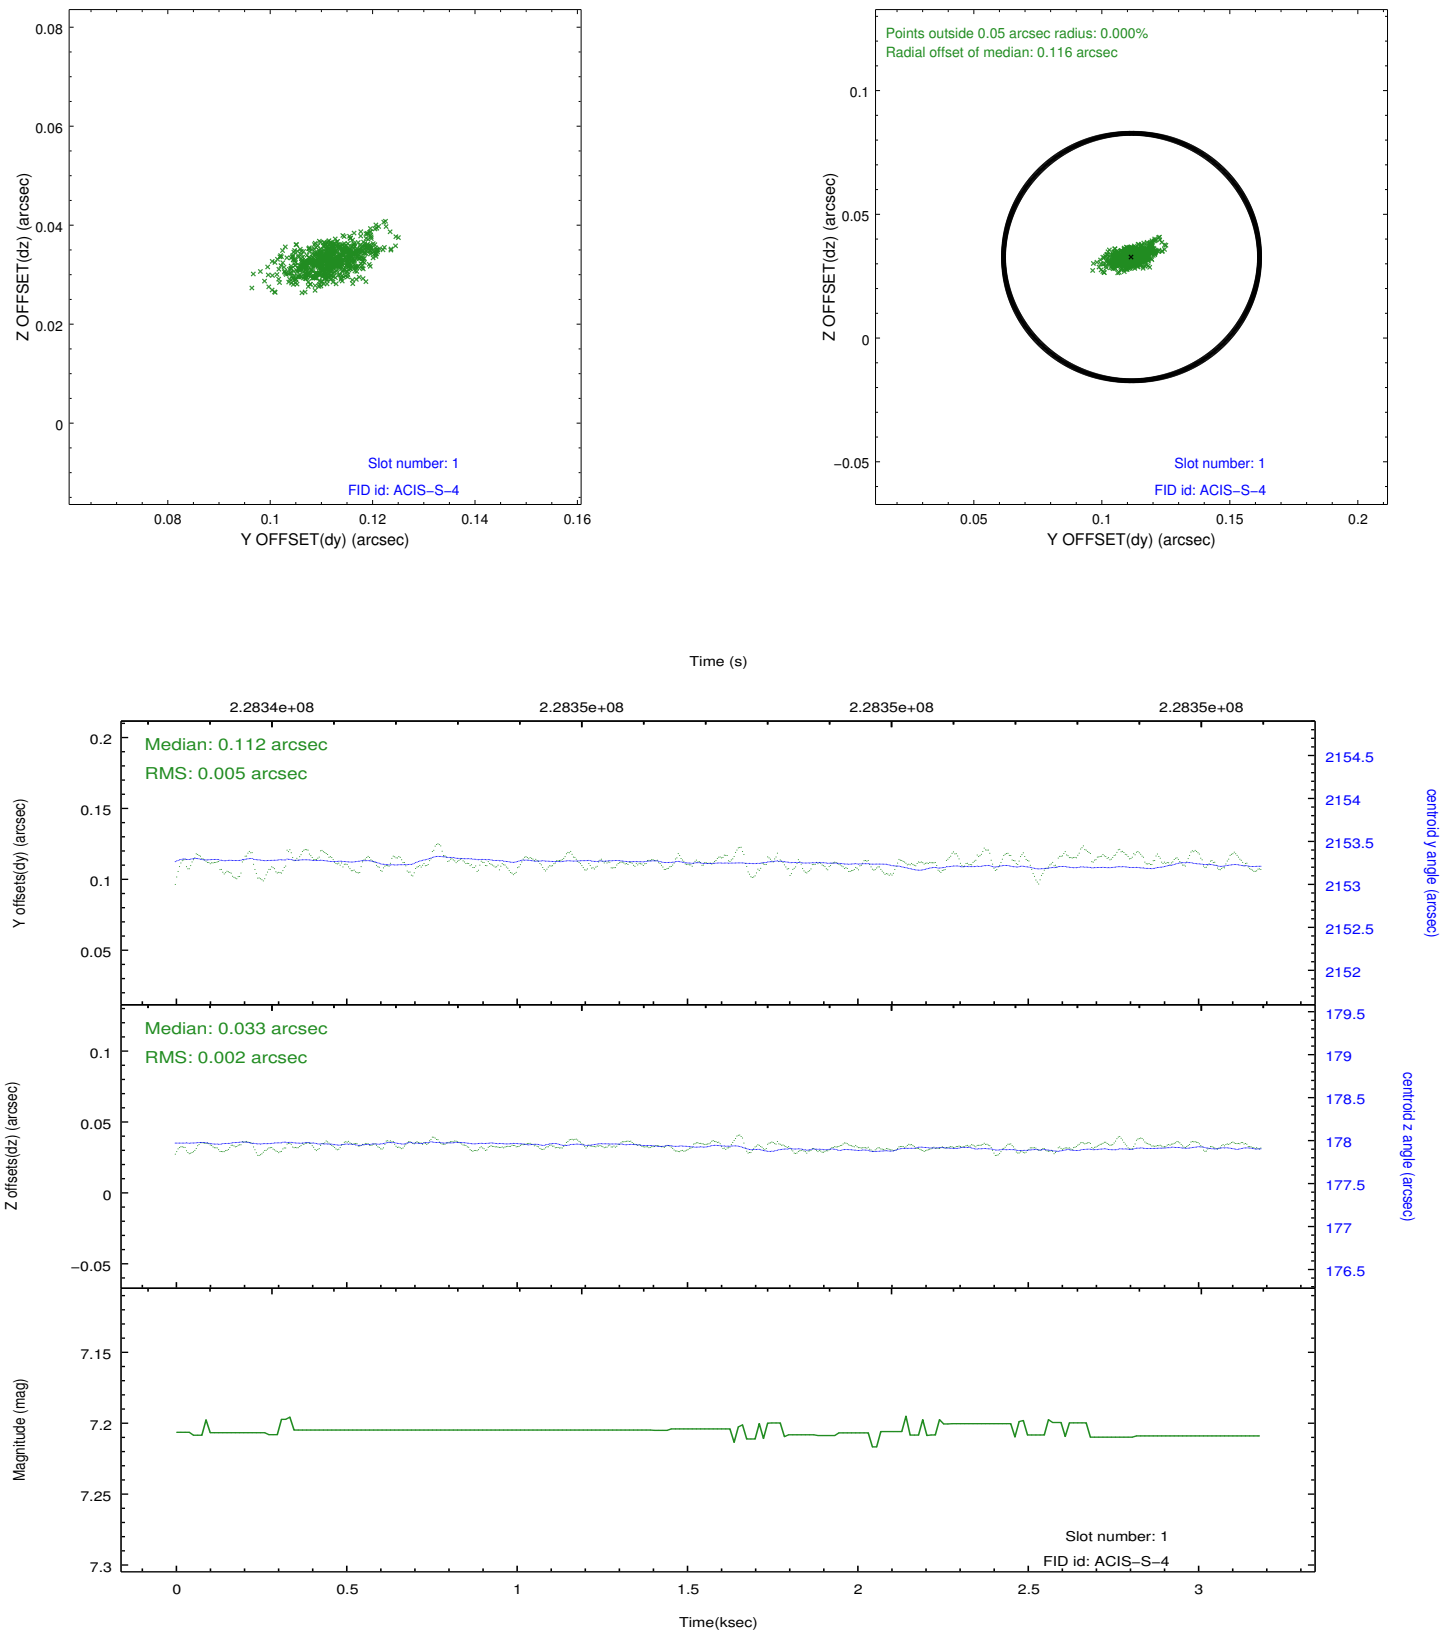 0.08
0.06
0.04
0.02
0
Z OFFSET(dz) (arcsec)
Slot number: 1
FID id: ACIS−S−4
0.08
0.1
0.12
0.14
0.16
Y OFFSET(dy) (arcsec)
Points outside 0.05 arcsec radius: 0.000%
Radial offset of median: 0.116 arcsec
0.1
0.05
0
−0.05
Z OFFSET(dz) (arcsec)
Slot number: 1
FID id: ACIS−S−4
0.05
0.1
0.15
0.2
Y OFFSET(dy) (arcsec)
Time (s)
2.2834e+08
2.2835e+08
2.2835e+08
2.2835e+08
Median: 0.112 arcsec
RMS: 0.005 arcsec
0.2
0.15
0.1
0.05
Y offsets(dy) (arcsec)
2154.5
2154
2153.5
2153
2152.5
2152
centroid y angle (arcsec)
Median: 0.033 arcsec
RMS: 0.002 arcsec
0.1
0.05
0
−0.05
Z offsets(dz) (arcsec)
179.5
179
178.5
178
177.5
177
176.5
centroid z angle (arcsec)
7.15
7.2
7.25
7.3
Magnitude (mag)
Slot number: 1
FID id: ACIS−S−4
0
0.5
1
1.5
2
2.5
3
Time(ksec)